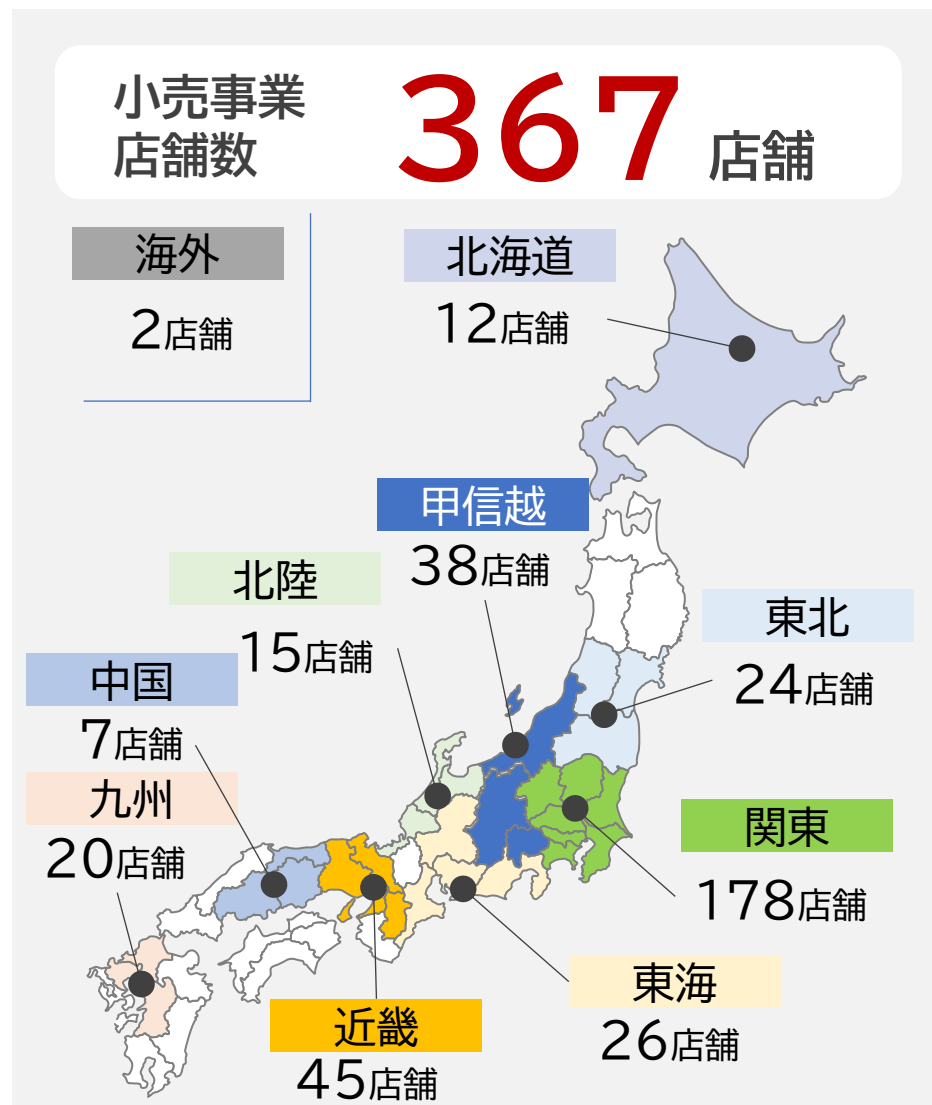 小売事業
店舗数
367 店舗
海外
2店舗
北海道
12店舗
甲信越
38店舗
北陸
15店舗
東北
24店舗
中国
7店舗
九州
20店舗
関東
178店舗
東海
26店舗
近畿
45店舗